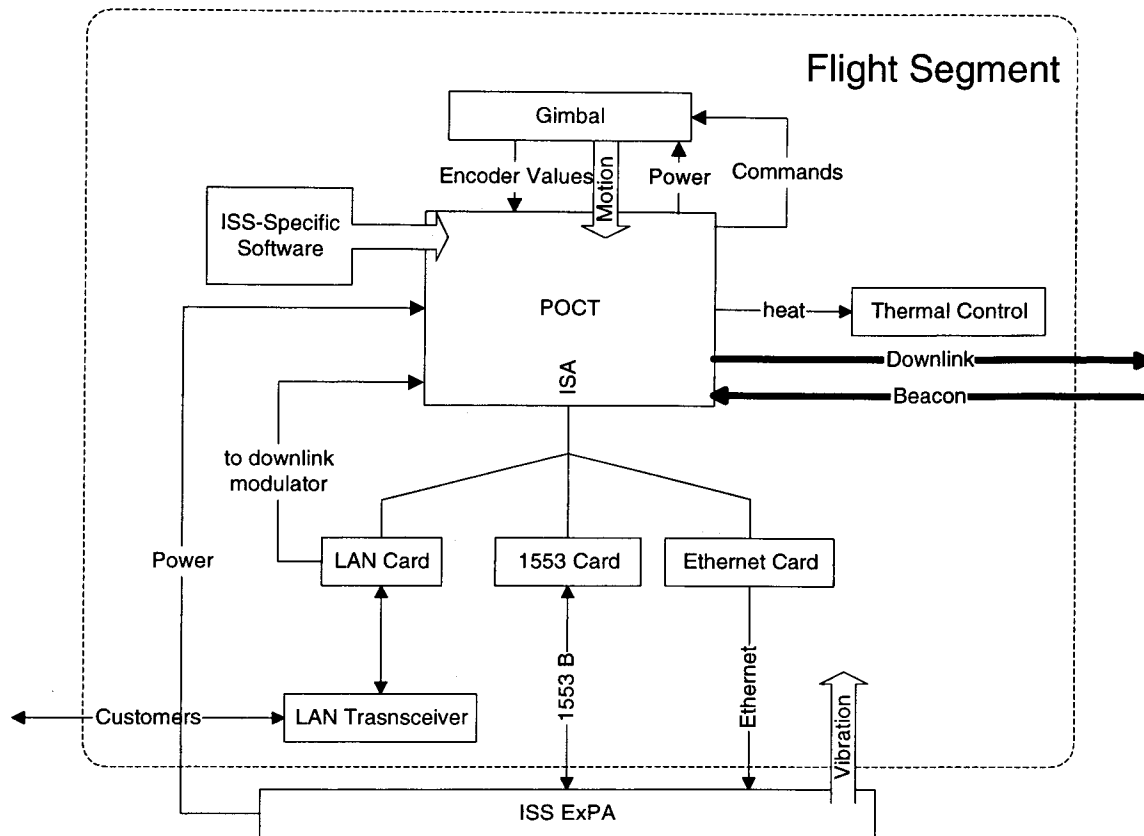 Flight Segment
Gimbal
Encoder Values
Motion
Power
Commands
ISS-Specific
Software
POCT
heat
Thermal Control
Downlink
ISA
Beacon
to downlink
modulator
Power
LAN Card
1553 Card
Ethernet Card
1553 B
Ethernet
Customers
LAN Trasnsceiver
Vibration
ISS ExPA